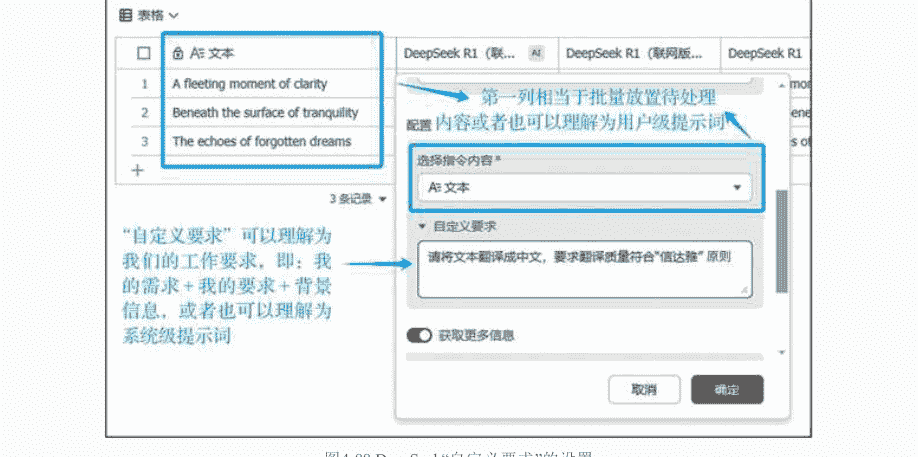 表格
文本
DeepSeek R1（联... AI
DeepSeek R1（联网版...
DeepSeek R1
1 A fleeting moment of clarity
2 Beneath the surface of tranquility
3 The echoes of forgotten dreams
+
3 条记录
第一列相当于批量放置待处理
内容或者也可以理解为用户级提示词
配置
选择指令内容*
文本
自定义要求
请将文本翻译成中文，要求翻译质量符合“信达雅” 原则
获取更多信息
取消
确定
“自定义要求” 可以理解为
我们的工作要求，即：我
的需求+我的要求+背景
信息，或者也可以理解为
系统级提示词